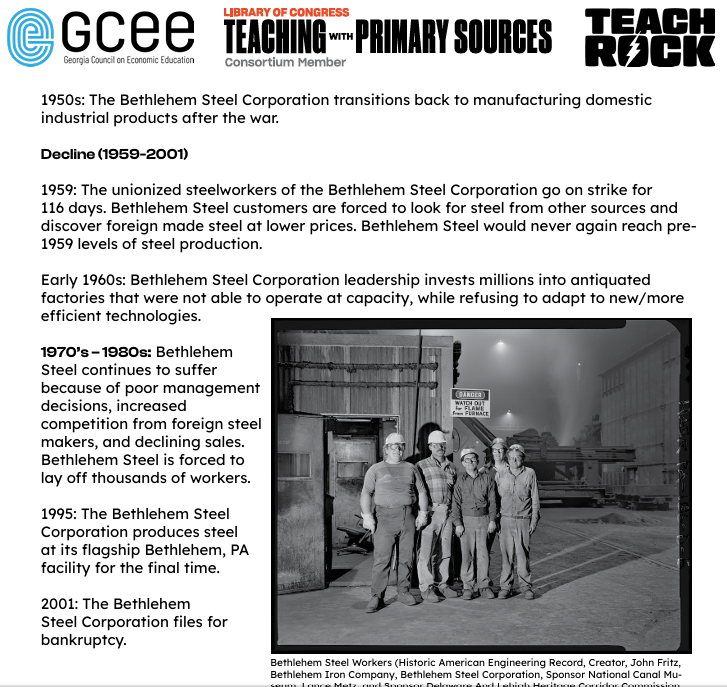 GCEE
Georgia Council on Economic Education
LIBRARY OF CONGRESS
TEACHING WITH PRIMARY SOURCES
Consortium Member
TEACH
ROCK
1950s: The Bethlehem Steel Corporation transitions back to manufacturing domestic
industrial products after the war.
Decline (1959-2001)
1959: The unionized steelworkers of the Bethlehem Steel Corporation go on strike for
116 days. Bethlehem Steel customers are forced to look for steel from other sources and
discover foreign made steel at lower prices. Bethlehem Steel would never again reach pre-
1959 levels of steel production.
Early 1960s: Bethlehem Steel Corporation leadership invests millions into antiquated
factories that were not able to operate at capacity, while refusing to adapt to new/more
efficient technologies.
1970's – 1980s: Bethlehem
Steel continues to suffer
because of poor management
decisions, increased
competition from foreign steel
makers, and declining sales.
Bethlehem Steel is forced to
lay off thousands of workers.
1995: The Bethlehem Steel
Corporation produces steel
at its flagship Bethlehem, PA
facility for the final time.
2001: The Bethlehem
Steel Corporation files for
bankruptcy.
DANGER
WATCH OUT
for FLAME
from FURNACE
Bethlehem Steel Workers (Historic American Engineering Record, Creator, John Fritz,
Bethlehem Iron Company, Bethlehem Steel Corporation, Sponsor National Canal Mu-
seum, Lance Metz, and Sponsor Delaware And Lehigh Heritage Corridor Commission